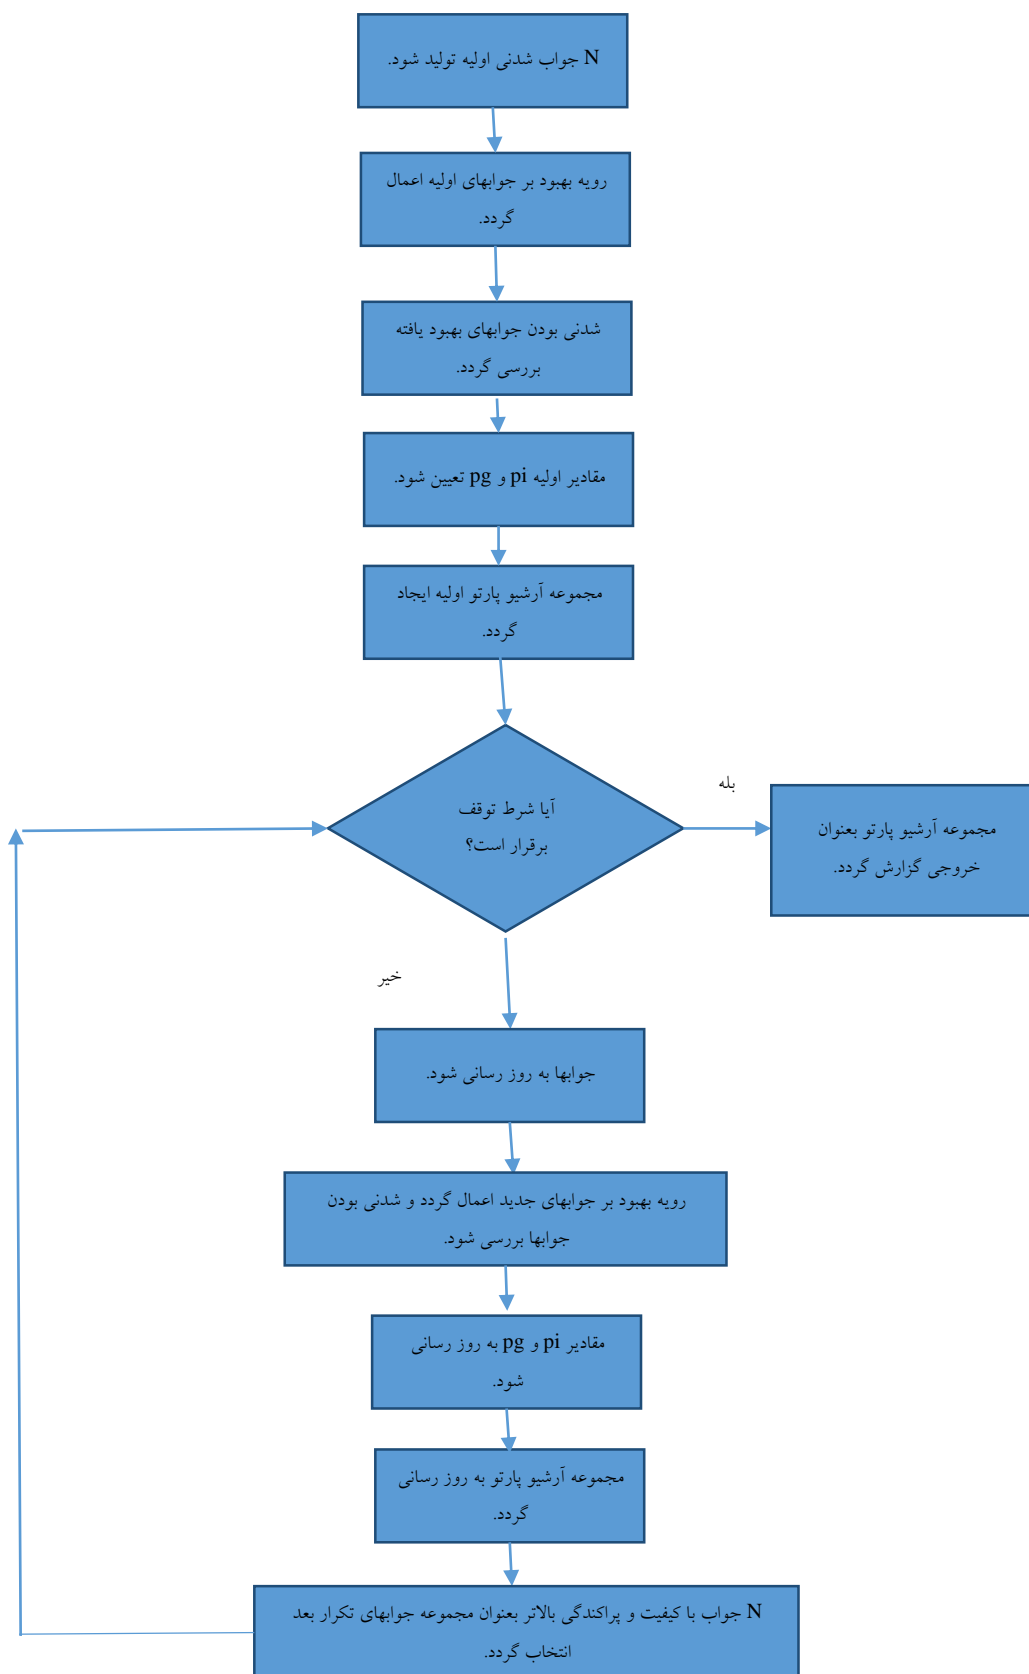 N جواب شدنی اولیه تولید شود.
رویه بهبود بر جوابهای اولیه اعمال
گردد.
شدنی بودن جوابهای بهبود یافته
بررسی گردد.
مقادیر اولیه pi و pg تعیین شود.
مجموعه آرشیو پارتو اولیه ایجاد
گردد.
آیا شرط توقف
برقرار است؟
بله
مجموعه آرشیو پارتو بعنوان
خروجی گزارش گردد.
خیر
جوابها به روز رسانی شود.
رویه بهبود بر جوابهای جدید اعمال گردد و شدنی بودن
جوابها بررسی شود.
مقادیر pi و pg به روز رسانی
شود.
مجموعه آرشیو پارتو به روز رسانی
گردد.
N جواب با کیفیت و پراکندگی بالاتر بعنوان مجموعه جوابهای تکرار بعد
انتخاب گردد.